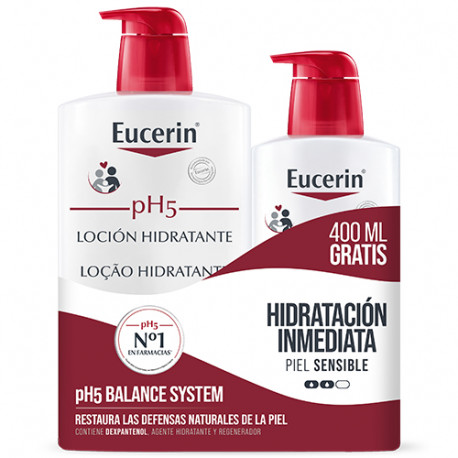 Eucerin®
pH5
LOCIÓN HIDRATANTE
LOÇÃO HIDRATANT
Eucerin®
400 ML
GRATIS
HIDRATACIÓN
INMEDIATA
PIEL SENSIBLE
pH5
Nº1
EN FARMACIAS*
pH5 BALANCE SYSTEM
RESTAURA LAS DEFENSAS NATURALES DE LA PIEL
CONTIENE DEXPANTENOL, AGENTE HIDRATANTE Y REGENERADOR